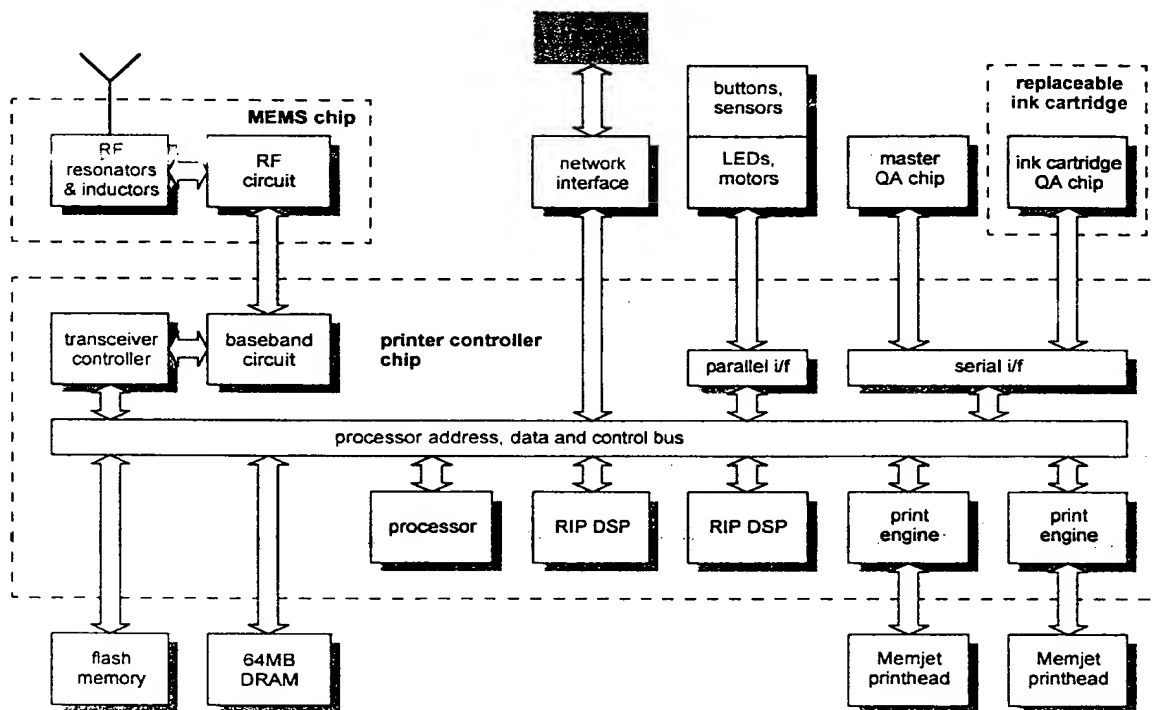 MEMS chip
RF
resonators
& inductors
RF
circuit
network
interface
buttons,
sensors
LEDs,
motors
master
QA chip
replaceable
ink cartridge
ink cartridge
QA chip
transceiver
controller
baseband
circuit
printer controller
chip
parallel i/f
serial i/f
processor address, data and control bus
processor
RIP DSP
RIP DSP
print
engine
print
engine
flash
memory
64MB
DRAM
Memjet
printhead
Memjet
printhead